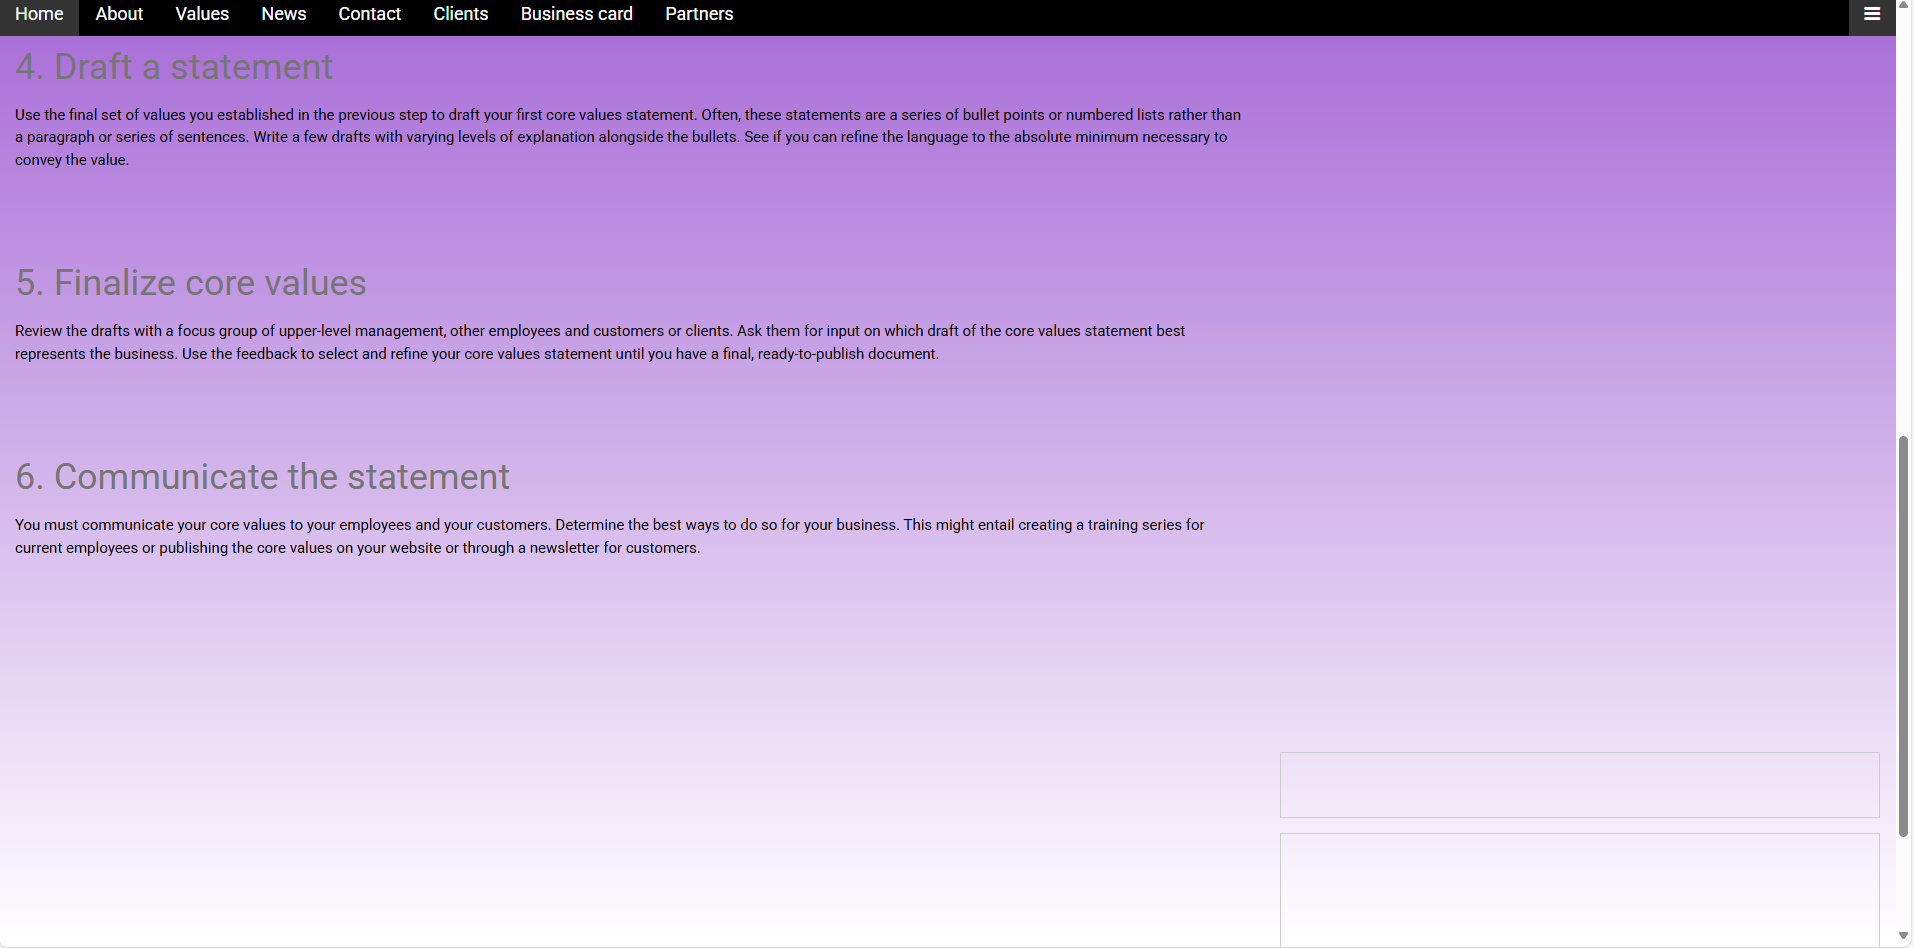 Home About Values News Contact Clients Business card Partners
4. Draft a statement
Use the final set of values you established in the previous step to draft your first core values statement. Often, these statements are a series of bullet points or numbered lists rather than
a paragraph or series of sentences. Write a few drafts with varying levels of explanation alongside the bullets. See if you can refine the language to the absolute minimum necessary to
convey the value.
5. Finalize core values
Review the drafts with a focus group of upper-level management, other employees and customers or clients. Ask them for input on which draft of the core values statement best
represents the business. Use the feedback to select and refine your core values statement until you have a final, ready-to-publish document.
6. Communicate the statement
You must communicate your core values to your employees and your customers. Determine the best ways to do so for your business. This might entail creating a training series for
current employees or publishing the core values on your website or through a newsletter for customers.